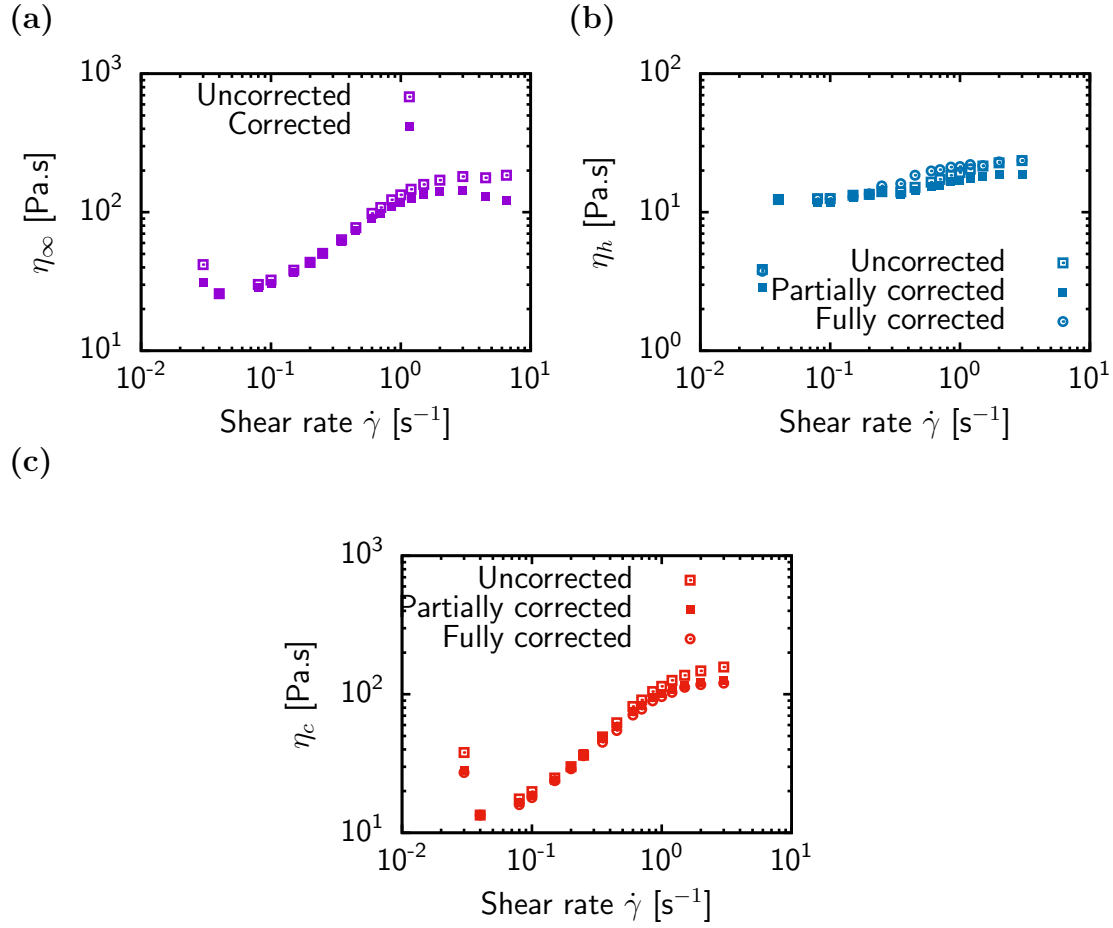 (a)
10^3
10^2
10^1
η∞ [Pa.s]
Uncorrected
Corrected
10^-2 10^-1 10^0 10^1
Shear rate γ̇ [s^-1]
(b)
10^2
10^1
10^0
η_h [Pa.s]
Uncorrected
Partially corrected
Fully corrected
10^-2 10^-1 10^0 10^1
Shear rate γ̇ [s^-1]
(c)
10^3
10^2
10^1
η_c [Pa.s]
Uncorrected
Partially corrected
Fully corrected
10^-2 10^-1 10^0 10^1
Shear rate γ̇ [s^-1]